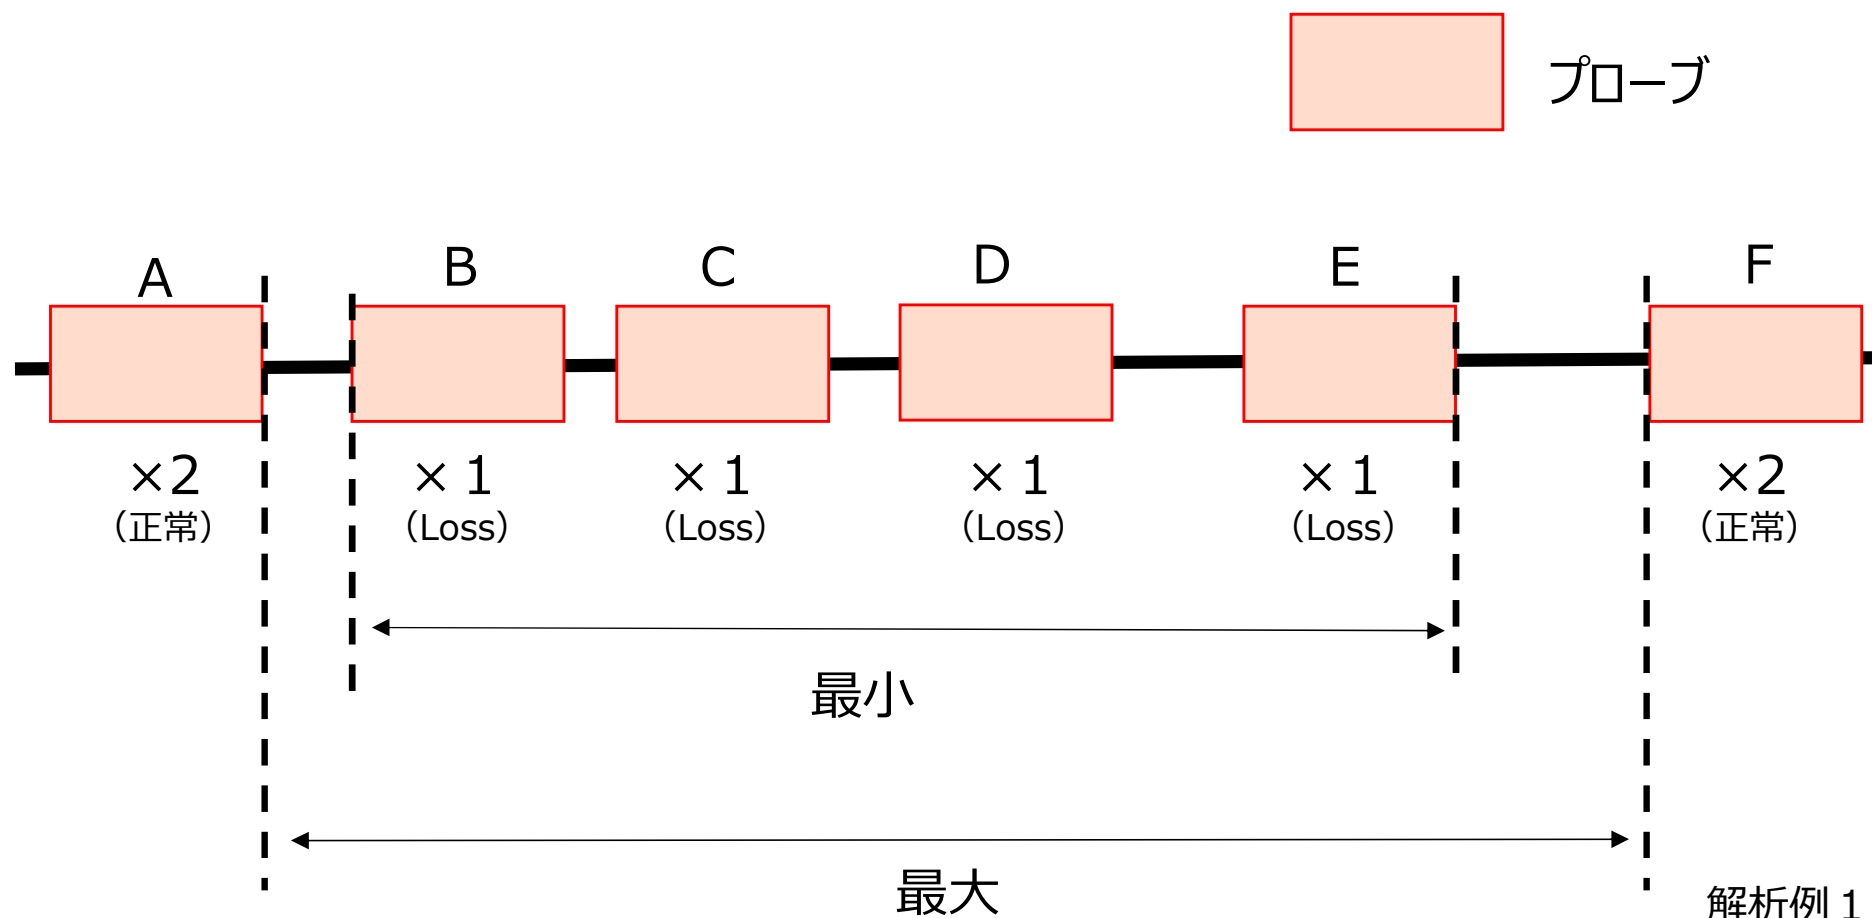 プローブ
A B C D E F
×2 ×1 ×1 ×1 ×1 ×2
（正常） （Loss） （Loss） （Loss） （Loss） （正常）
最小
最大
解析例１